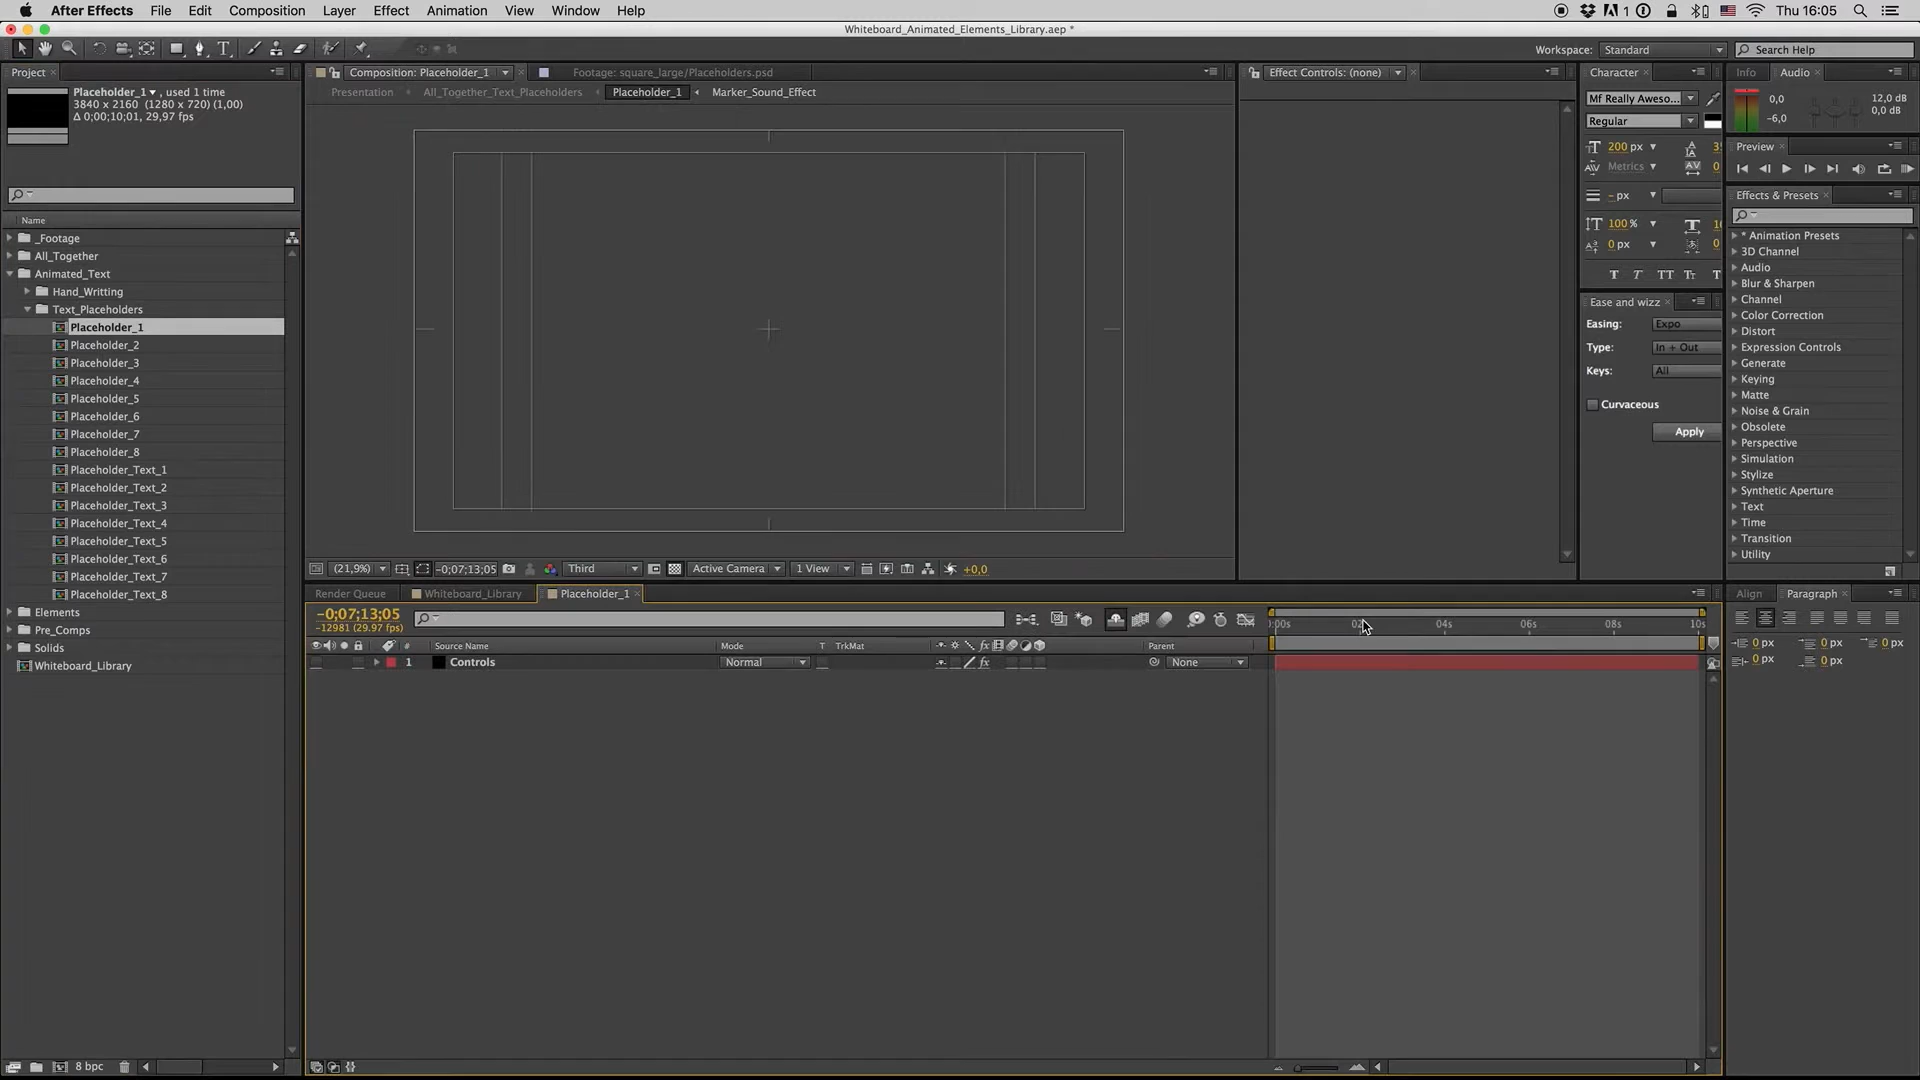 After Effects File Edit Composition Layer Effect Animation View Window Help
1 Thu 16:05
Whiteboard_Animated_Elements_Library.aep *
Workspace: Standard Search Help
Project
Placeholder_1 , used 1 time
3840 x 2160 (1280 x 720) (1,00)
Δ 0;00;10;01, 29,97 fps
Name
_Footage
All_Together
Animated_Text
Hand_Writting
Text_Placeholders
Placeholder_1
Placeholder_2
Placeholder_3
Placeholder_4
Placeholder_5
Placeholder_6
Placeholder_7
Placeholder_8
Placeholder_Text_1
Placeholder_Text_2
Placeholder_Text_3
Placeholder_Text_4
Placeholder_Text_5
Placeholder_Text_6
Placeholder_Text_7
Placeholder_Text_8
Elements
Pre_Comps
Solids
Whiteboard_Library
8 bpc
Composition: Placeholder_1 Footage: square_large/Placeholders.psd
Presentation All_Together_Text_Placeholders Placeholder_1 Marker_Sound_Effect
(21,9%) -0;07;13;05 Third Active Camera 1 View +0,0
Effect Controls: (none)
Character
Mf Really Aweso...
Regular
200 px
Metrics 0
- px
100 %
0 px
T T TT Tt T
Ease and wizz
Easing: Expo
Type: In + Out
Keys: All
Curvaceous
Apply
Info Audio
0,0 12,0 dB
-6,0 0,0 dB
Preview
Effects & Presets
* Animation Presets
3D Channel
Audio
Blur & Sharpen
Channel
Color Correction
Distort
Expression Controls
Generate
Keying
Matte
Noise & Grain
Obsolete
Perspective
Simulation
Stylize
Synthetic Aperture
Text
Time
Transition
Utility
Align Paragraph
0 px 0 px 0 px
0 px 0 px
Render Queue Whiteboard_Library Placeholder_1
-0;07;13;05
-12981 (29.97 fps)
:00s 04s 06s 08s 10s
# Source Name Mode T TrkMat Parent
1 Controls Normal None